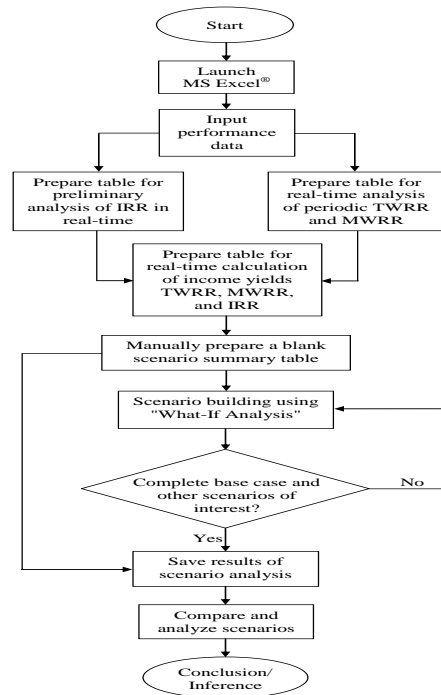 Start
Launch
MS Excel®
Input
performance
data
Prepare table for
preliminary
analysis of IRR in
real-time
Prepare table for
real-time analysis
of periodic TWRR
and MWRR
Prepare table for
real-time calculation
of income yields
TWRR, MWRR,
and IRR
Manually prepare a blank
scenario summary table
Scenario building using
"What-If Analysis"
Complete base case and
other scenarios of
interest?
No
Yes
Save results of
scenario analysis
Compare and
analyze scenarios
Conclusion/
Inference